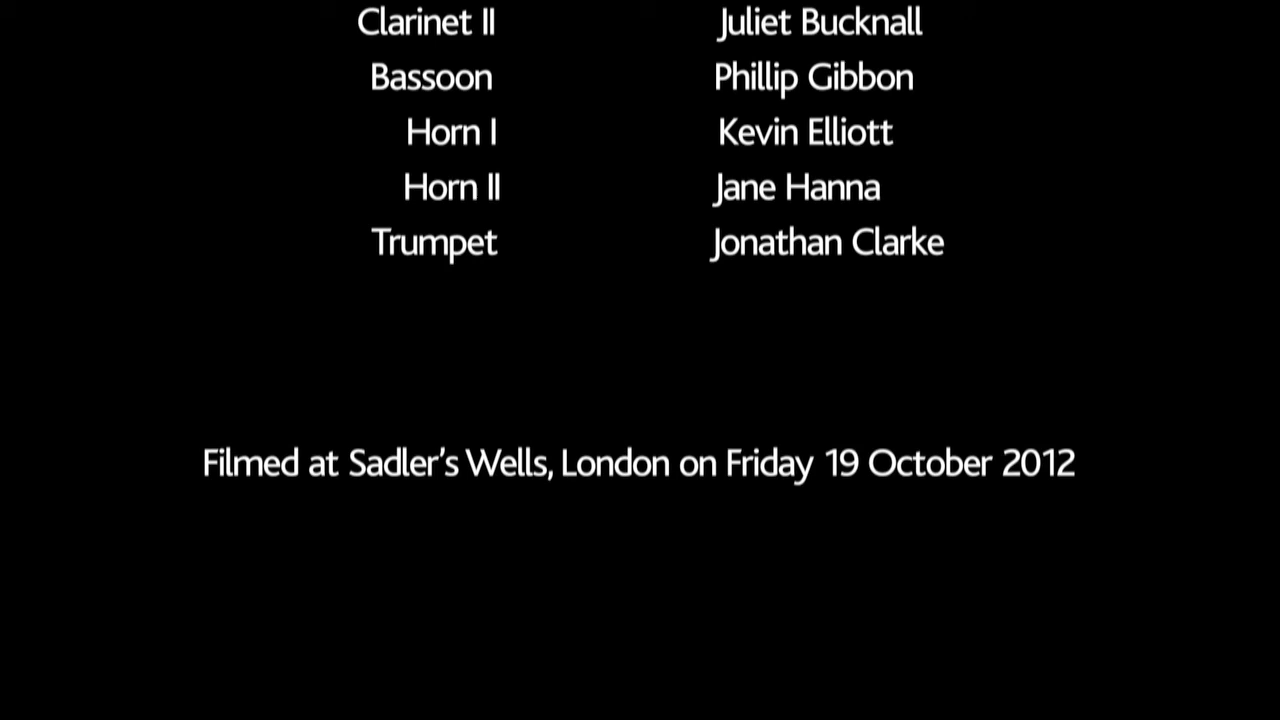 Clarinet II Juliet Bucknall
Bassoon Phillip Gibbon
Horn I Kevin Elliott
Horn II Jane Hanna
Trumpet Jonathan Clarke
Filmed at Sadler's Wells, London on Friday 19 October 2012